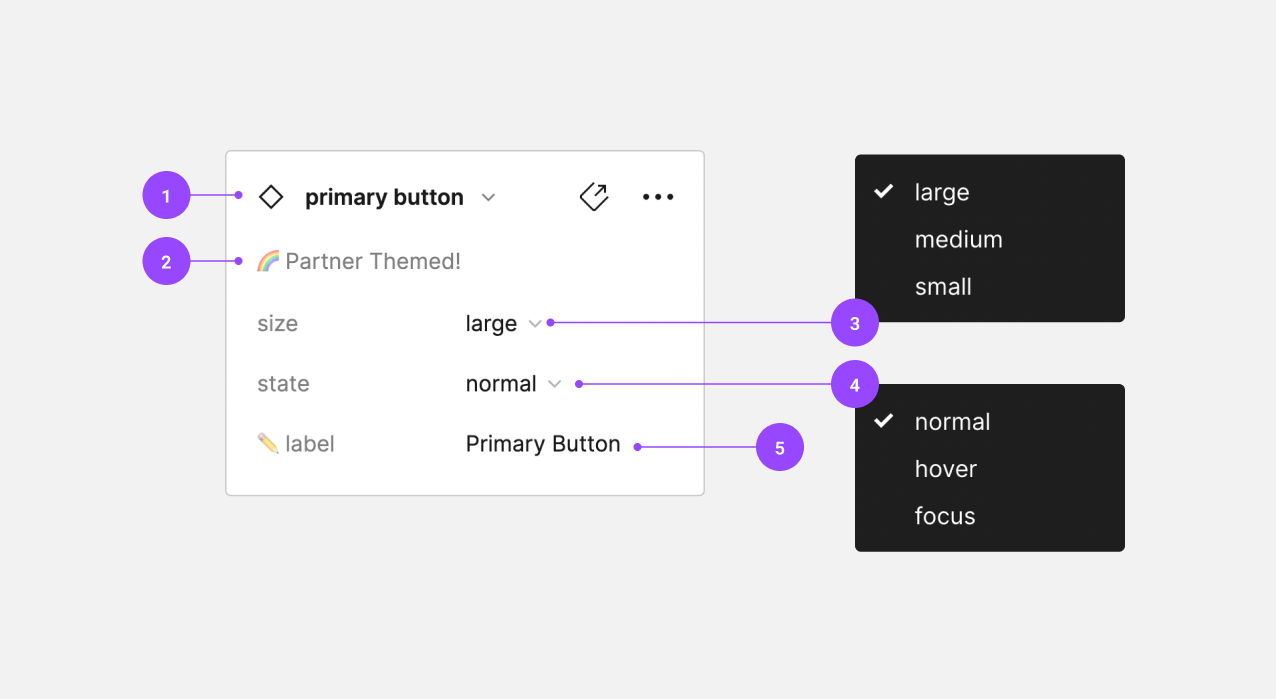 1
primary button
2
🌈 Partner Themed!
size
large
3
state
normal
4
✏️ label
Primary Button
5
large
medium
small
normal
hover
focus